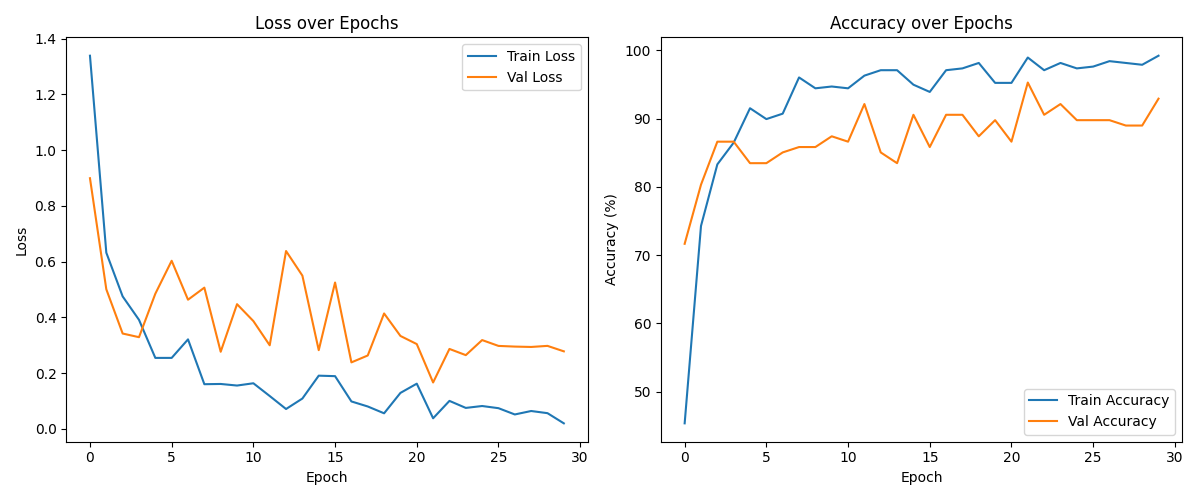 Loss over Epochs
1.4
1.2
1.0
0.8
0.6
0.4
0.2
0.0
Loss
0 5 10 15 20 25 30
Epoch
Train Loss
Val Loss
Accuracy over Epochs
100
90
80
70
60
50
Accuracy (%)
0 5 10 15 20 25 30
Epoch
Train Accuracy
Val Accuracy